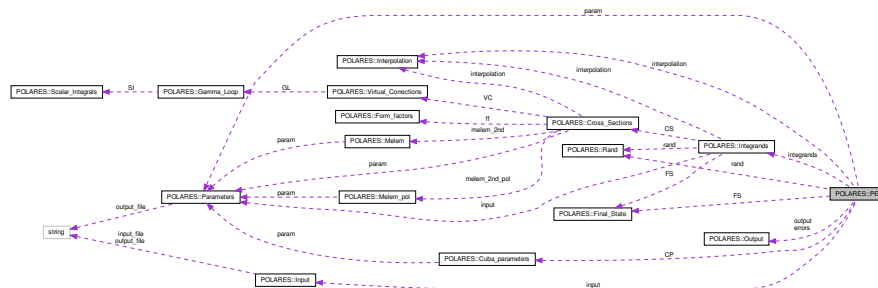 param
POLARES::Interpolation
interpolation
interpolation
interpolation
POLARES::Scalar_Integrals
SI
POLARES::Gamma_Loop
GL
POLARES::Virtual_Corrections
VC
POLARES::Form_factors
ff
POLARES::Cross_Sections
CS
melem_2nd
POLARES::Melem
param
POLARES::Rand
rand
POLARES::Integrands
integrands
rand
param
melem_2nd_pol
FS
POLARES::Parameters
param
POLARES::Melem_pol
FS
POLARES::PES
output_file
input
POLARES::Final_State
string
input_file
output_file
param
POLARES::Output
output
errors
POLARES::Cuba_parameters
CP
POLARES::Input
input